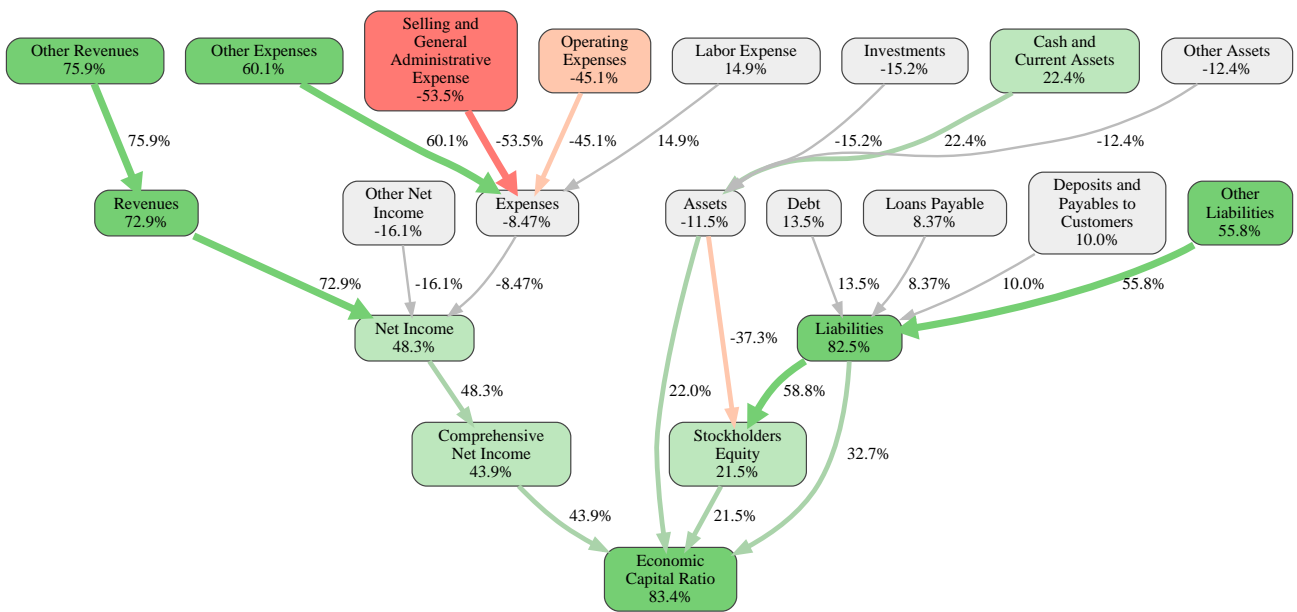 Other Revenues
75.9%
Other Expenses
60.1%
Selling and
General
Administrative
Expense
-53.5%
Operating
Expenses
-45.1%
Labor Expense
14.9%
Investments
-15.2%
Cash and
Current Assets
22.4%
Other Assets
-12.4%
75.9%
60.1%
-53.5%
-45.1%
14.9%
-15.2%
22.4%
-12.4%
Revenues
72.9%
Other Net
Income
-16.1%
Expenses
-8.47%
Assets
-11.5%
Debt
13.5%
Loans Payable
8.37%
Deposits and
Payables to
Customers
10.0%
Other
Liabilities
55.8%
72.9%
-16.1%
-8.47%
13.5%
8.37%
10.0%
55.8%
Net Income
48.3%
-37.3%
Liabilities
82.5%
48.3%
22.0%
58.8%
Comprehensive
Net Income
43.9%
Stockholders
Equity
21.5%
32.7%
43.9%
21.5%
Economic
Capital Ratio
83.4%